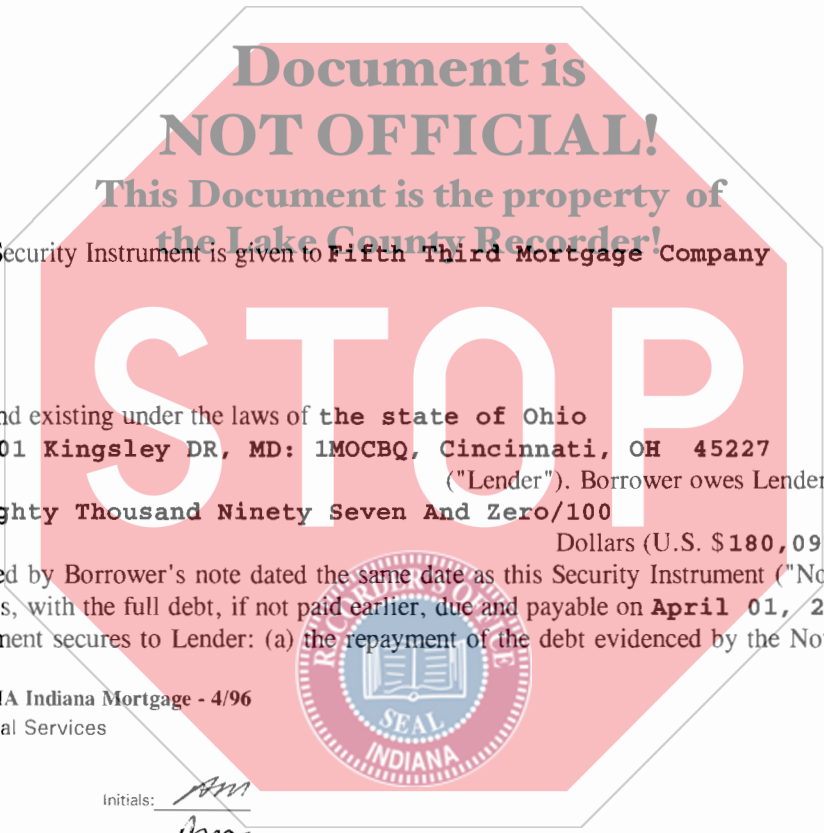 Document is
NOT OFFICIAL!
This Document is the property of
the Lake County Recorder!
Security Instrument is given to Fifth Third Mortgage Company
STOP
nd existing under the laws of the state of Ohio
01 Kingsley DR, MD: 1MOCBQ, Cincinnati, OH 45227
("Lender"). Borrower owes Lender
ghty Thousand Ninety Seven And Zero/100
Dollars (U.S. $180,09
ed by Borrower's note dated the same date as this Security Instrument ("No
s, with the full debt, if not paid earlier, due and payable on April 01, 2
ment secures to Lender: (a) the repayment of the debt evidenced by the No
RECORDER'S OFFICE
SEAL
INDIANA
A Indiana Mortgage - 4/96
al Services
Initials: